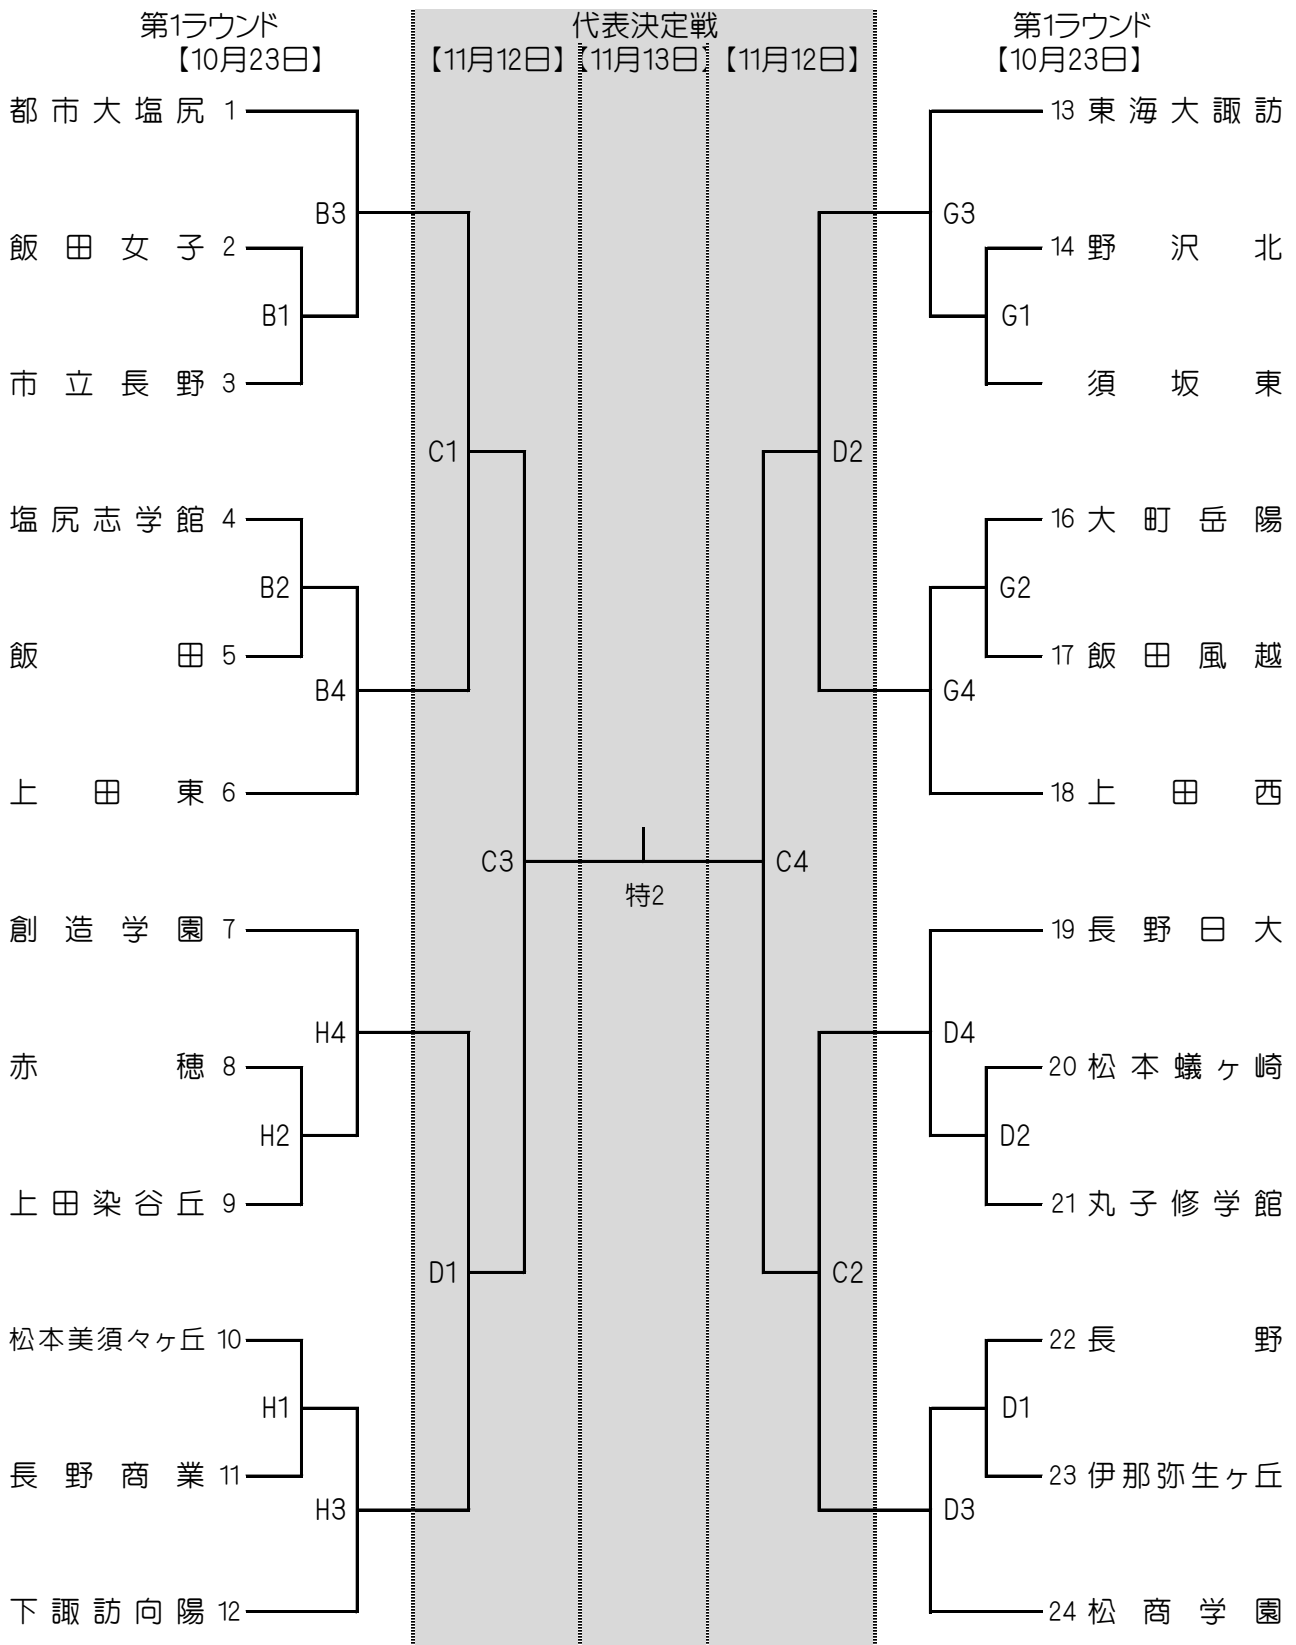 第1ラウンド 代表決定戦 第1ラウンド
【10月23日】 【11月12日】 【11月13日】 【11月12日】 【10月23日】
都市大塩尻 1 13 東海大諏訪
B3 G3
飯田女子 2 14 野沢北
B1 G1
市立長野 3 須坂東
C1 D2
塩尻志学館 4 16 大町岳陽
B2 G2
飯田 5 17 飯田風越
B4 G4
上田東 6 18 上田西
C3 C4
特2
創造学園 7 19 長野日大
H4 D4
赤穂 8 20 松本蟻ヶ崎
H2 D2
上田染谷丘 9 21 丸子修学館
D1 C2
松本美須々ヶ丘 10 22 長野
H1 D1
長野商業 11 23 伊那弥生ヶ丘
H3 D3
下諏訪向陽 12 24 松商学園